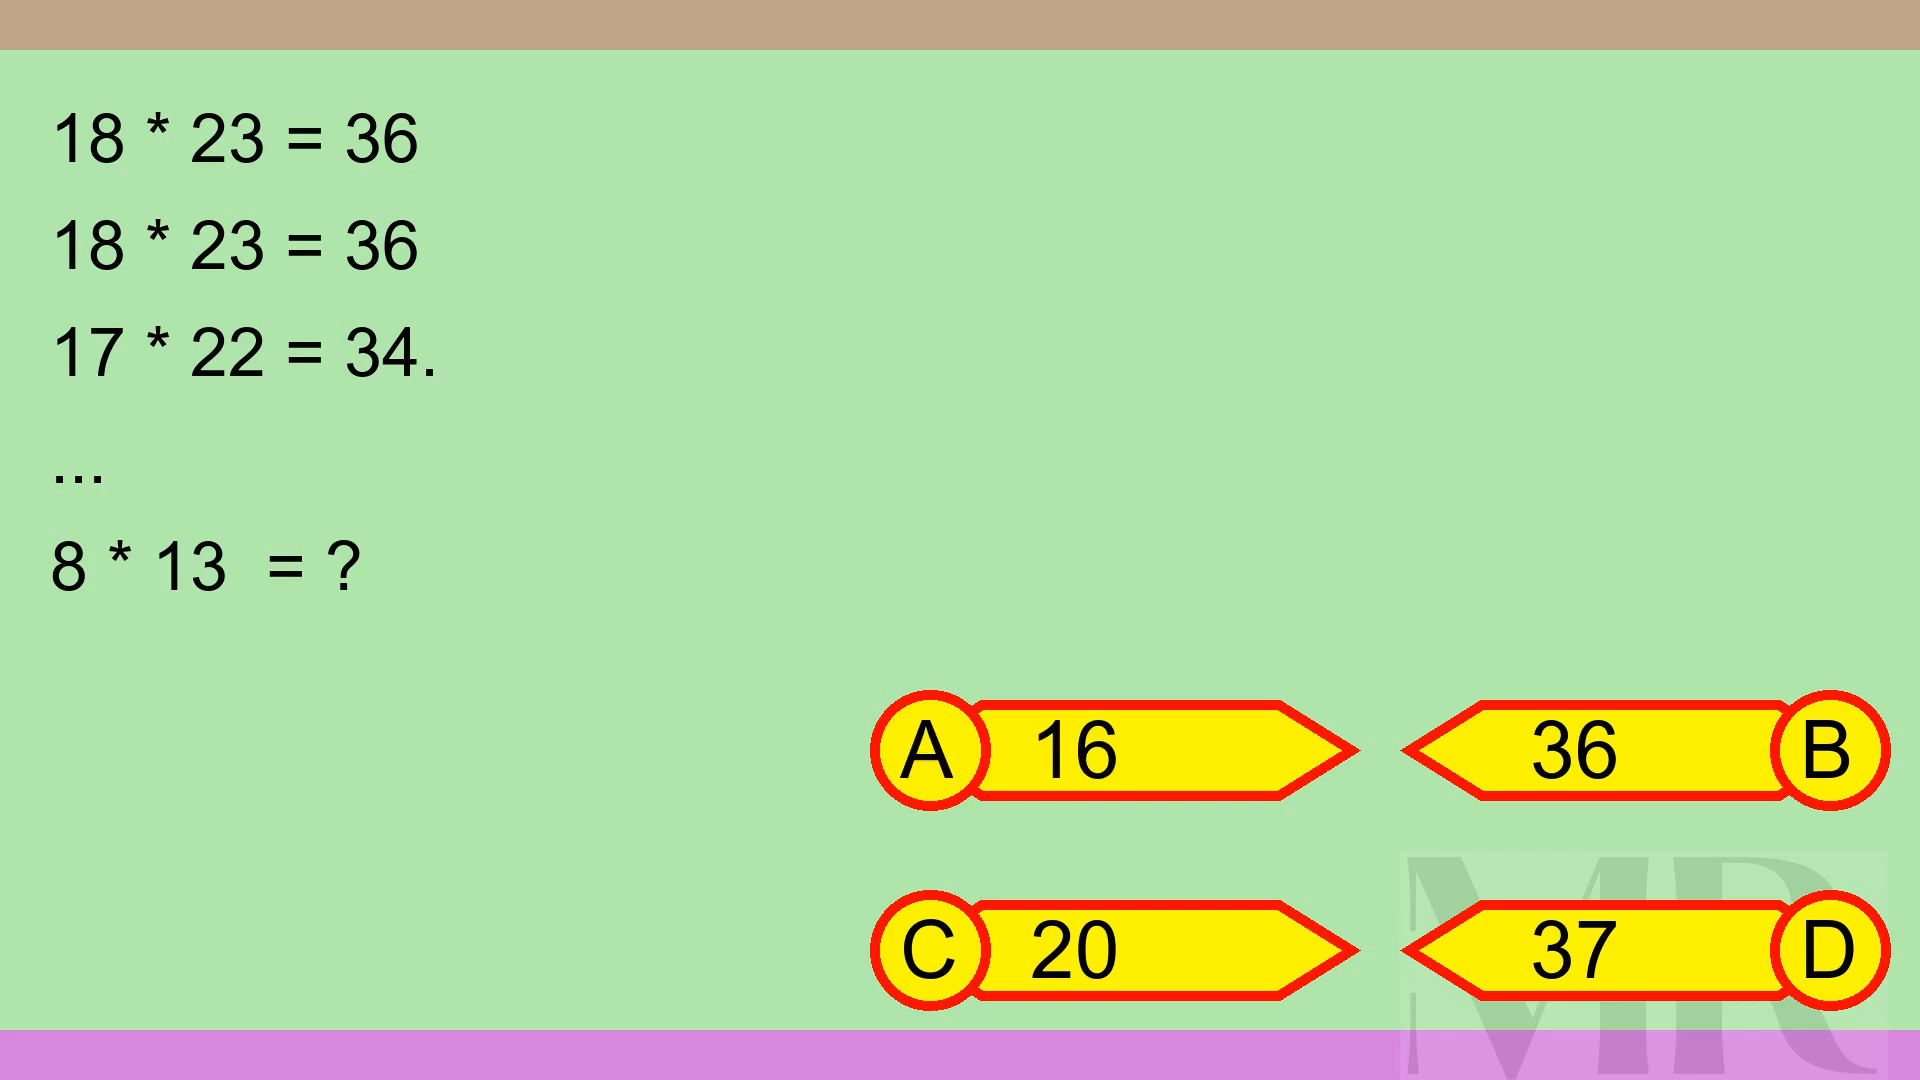 18 * 23 = 36
18 * 23 = 36
17 * 22 = 34.
...
8 * 13  = ?
A 16
36 B
C 20
37 D
MR